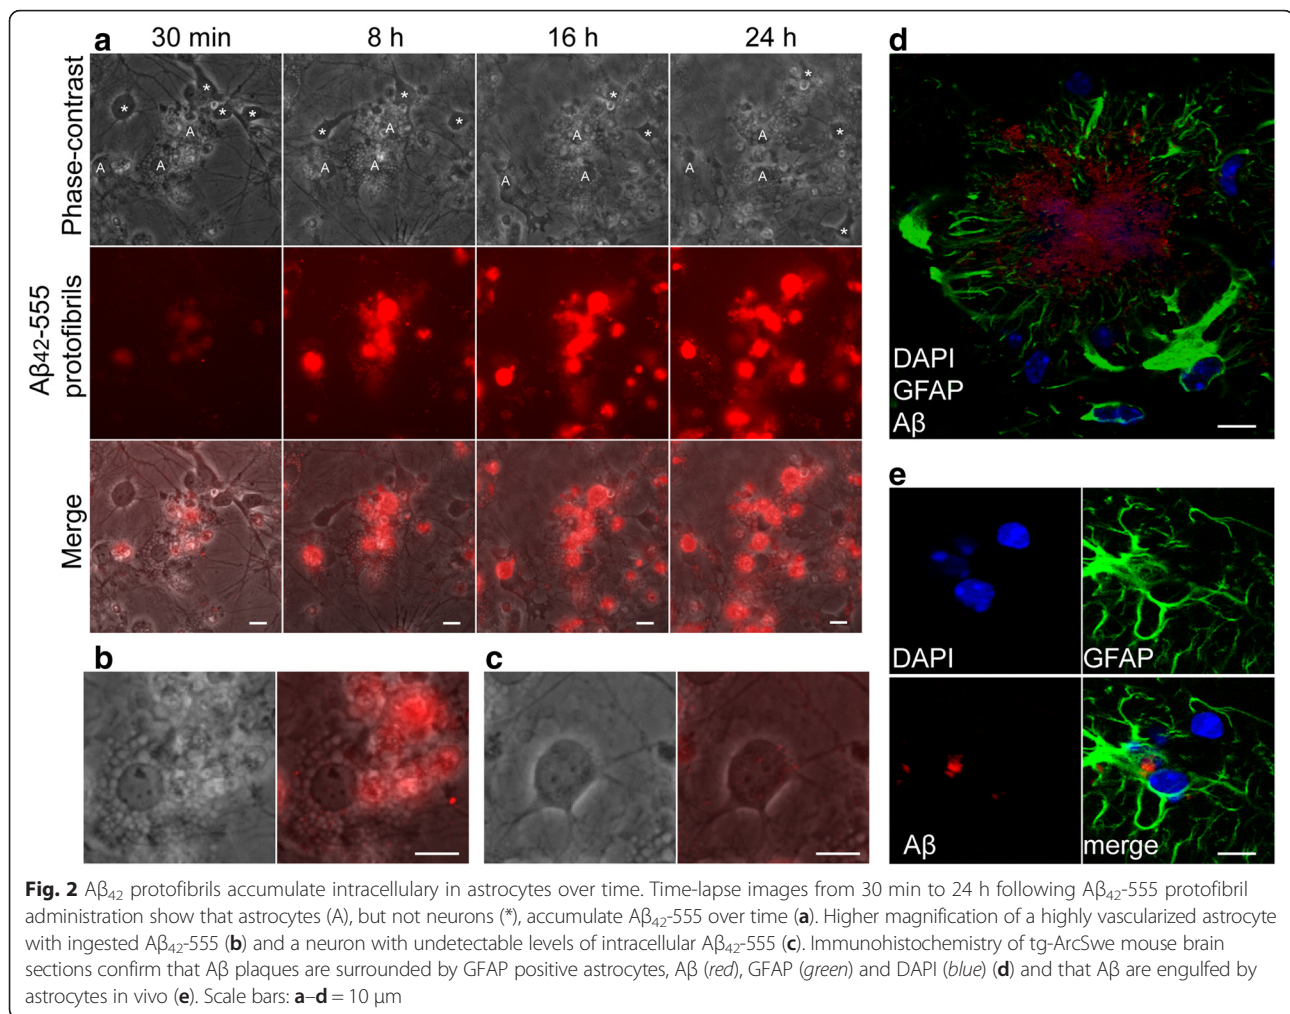 a
30 min 8 h 16 h 24 h
Phase-contrast
* * * * A A A
* * * A A A
* * A A A
* * * A A A
Aβ42-555
protofibrils
Merge
b
c
d
DAPI
GFAP
Aβ
e
DAPI
GFAP
Aβ
merge
Fig. 2 Aβ42 protofibrils accumulate intracellulary in astrocytes over time. Time-lapse images from 30 min to 24 h following Aβ42-555 protofibril
administration show that astrocytes (A), but not neurons (*), accumulate Aβ42-555 over time (a). Higher magnification of a highly vascularized astrocyte
with ingested Aβ42-555 (b) and a neuron with undetectable levels of intracellular Aβ42-555 (c). Immunohistochemistry of tg-ArcSwe mouse brain
sections confirm that Aβ plaques are surrounded by GFAP positive astrocytes, Aβ (red), GFAP (green) and DAPI (blue) (d) and that Aβ are engulfed by
astrocytes in vivo (e). Scale bars: a–d = 10 μm